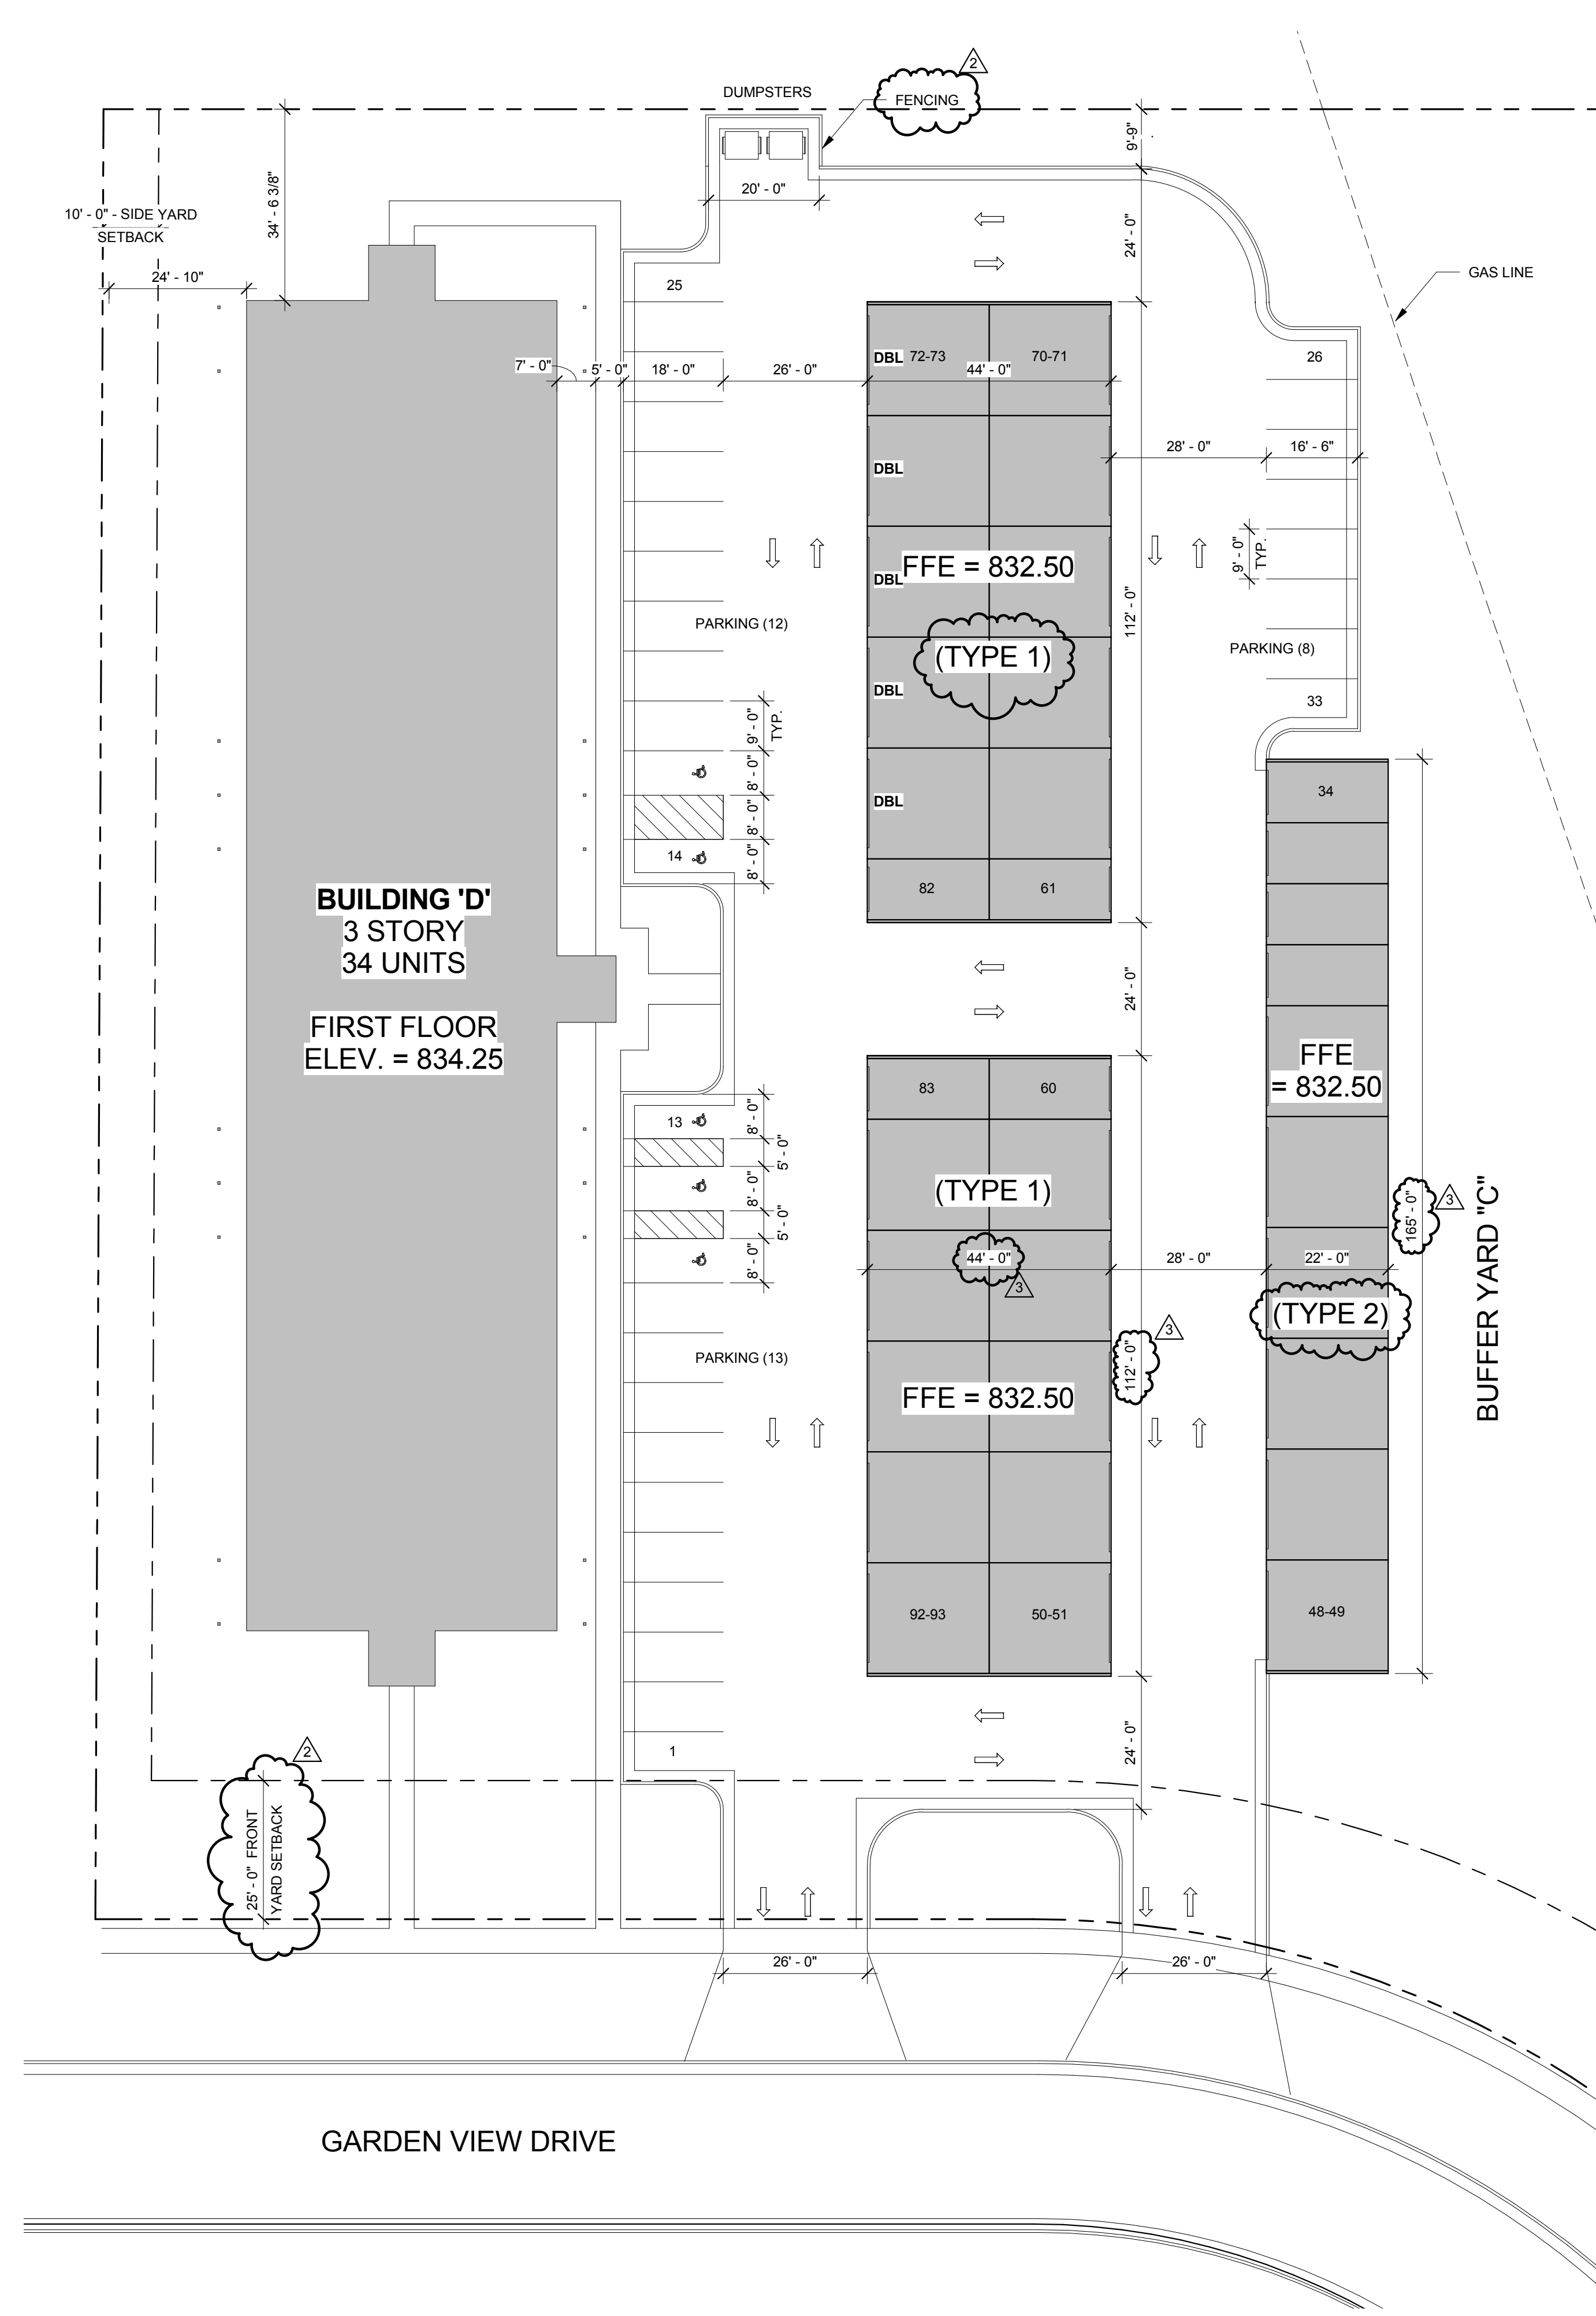 2
DUMPSTERS
FENCING
9'-9"
20' - 0"
34' - 6 3/8"
10' - 0" - SIDE YARD
SETBACK
24' - 10"
24' - 0"
GAS LINE
25
26
7' - 0"
5' - 0"
18' - 0"
26' - 0"
DBL
72-73
70-71
44' - 0"
28' - 0"
16' - 6"
DBL
9' - 0"
TYP.
DBL
FFE = 832.50
112' - 0"
PARKING (12)
(TYPE 1)
PARKING (8)
DBL
33
9' - 0"
TYP.
8' - 0"
8' - 0"
8' - 0"
DBL
34
14
82
61
BUILDING 'D'
3 STORY
34 UNITS
FIRST FLOOR
ELEV. = 834.25
24' - 0"
FFE
= 832.50
83
60
13
8' - 0"
5' - 0"
8' - 0"
5' - 0"
8' - 0"
(TYPE 1)
165' - 0"
3
BUFFER YARD "C"
44' - 0"
3
28' - 0"
22' - 0"
(TYPE 2)
3
112' - 0"
PARKING (13)
FFE = 832.50
92-93
50-51
48-49
1
24' - 0"
2
25' - 0" FRONT
YARD SETBACK
26' - 0"
26' - 0"
GARDEN VIEW DRIVE